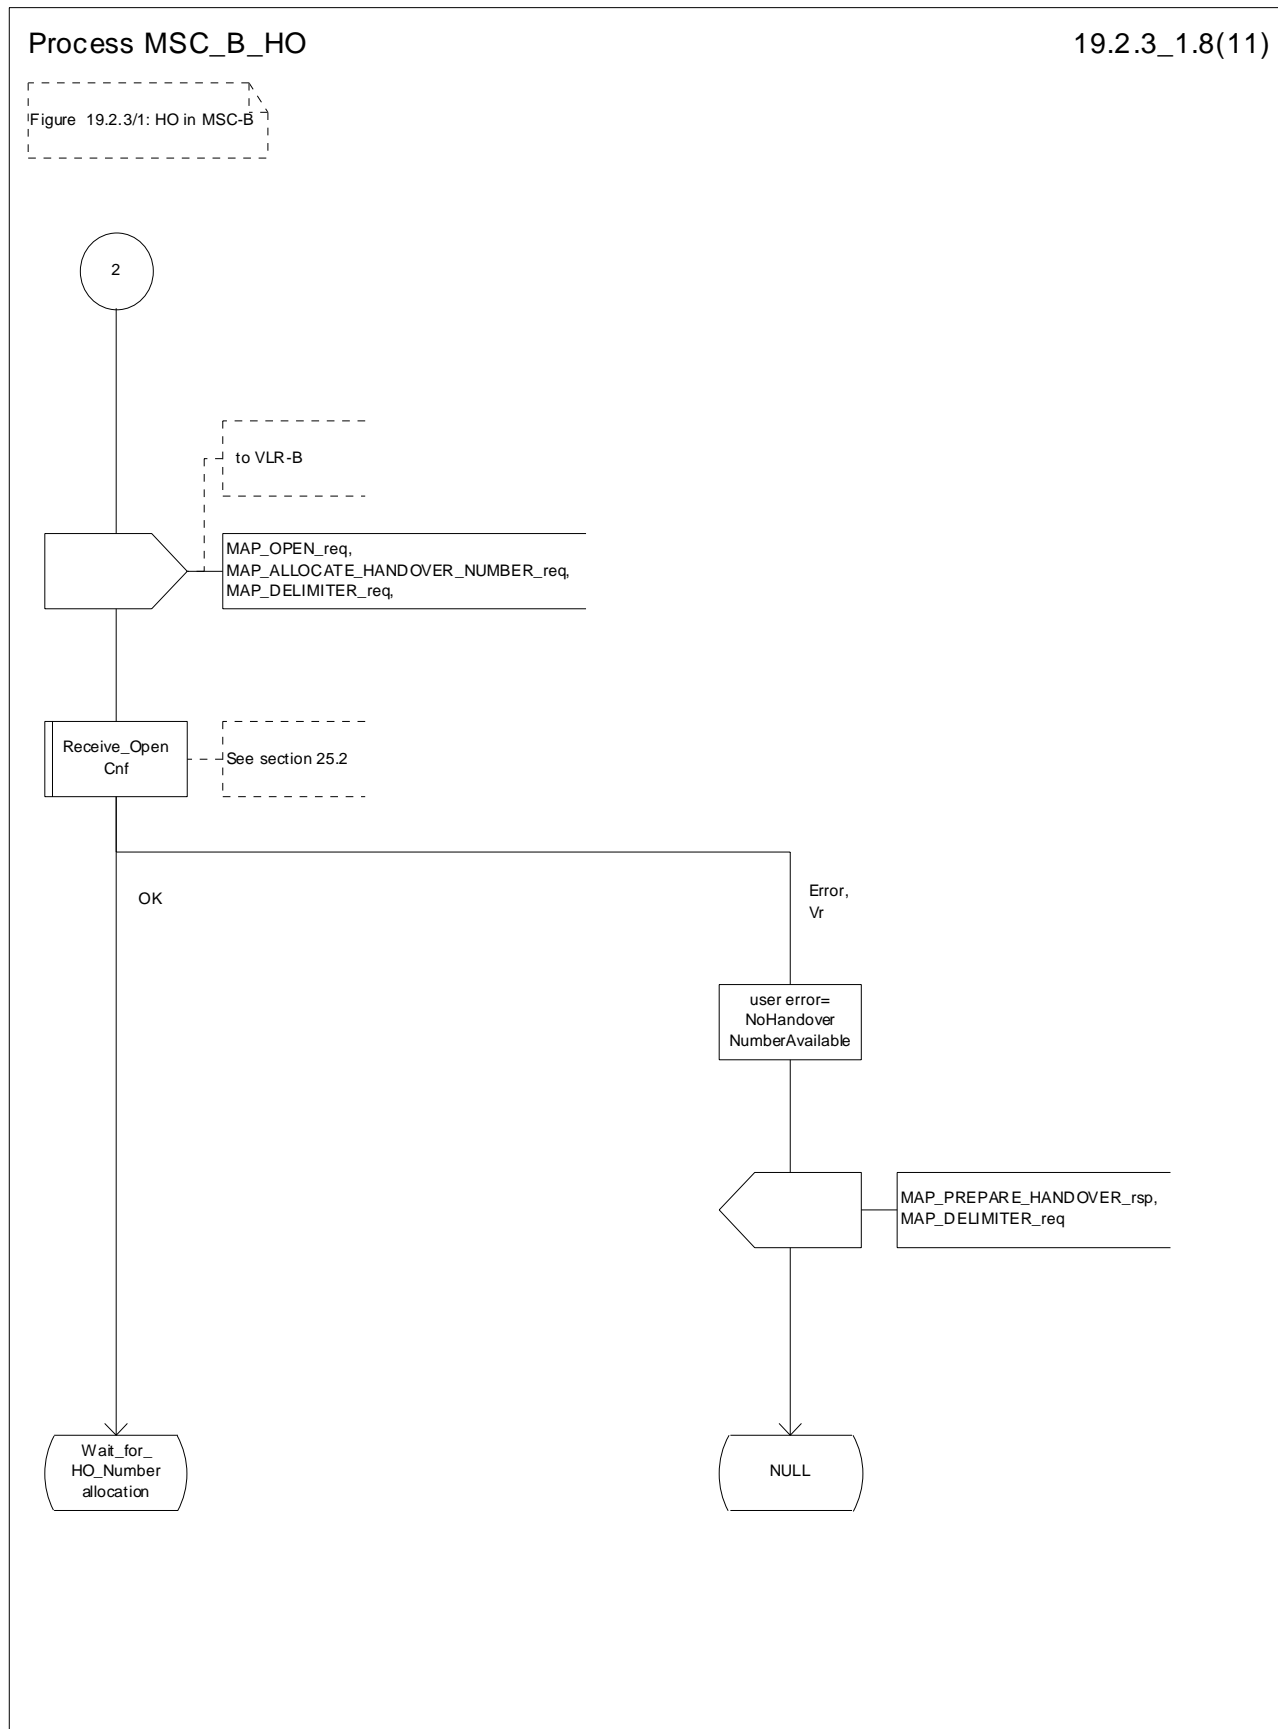 Process MSC_B_HO
19.2.3_1.8(11)
Figure 19.2.3/1: HO in MSC-B
2
to VLR-B
MAP_OPEN_req,
MAP_ALLOCATE_HANDOVER_NUMBER_req,
MAP_DELIMITER_req,
Receive_Open
Cnf
See section 25.2
OK
Error,
Vr
user error=
NoHandover
NumberAvailable
MAP_PREPARE_HANDOVER_rsp,
MAP_DELIMITER_req
Wait_for_
HO_Number
allocation
NULL